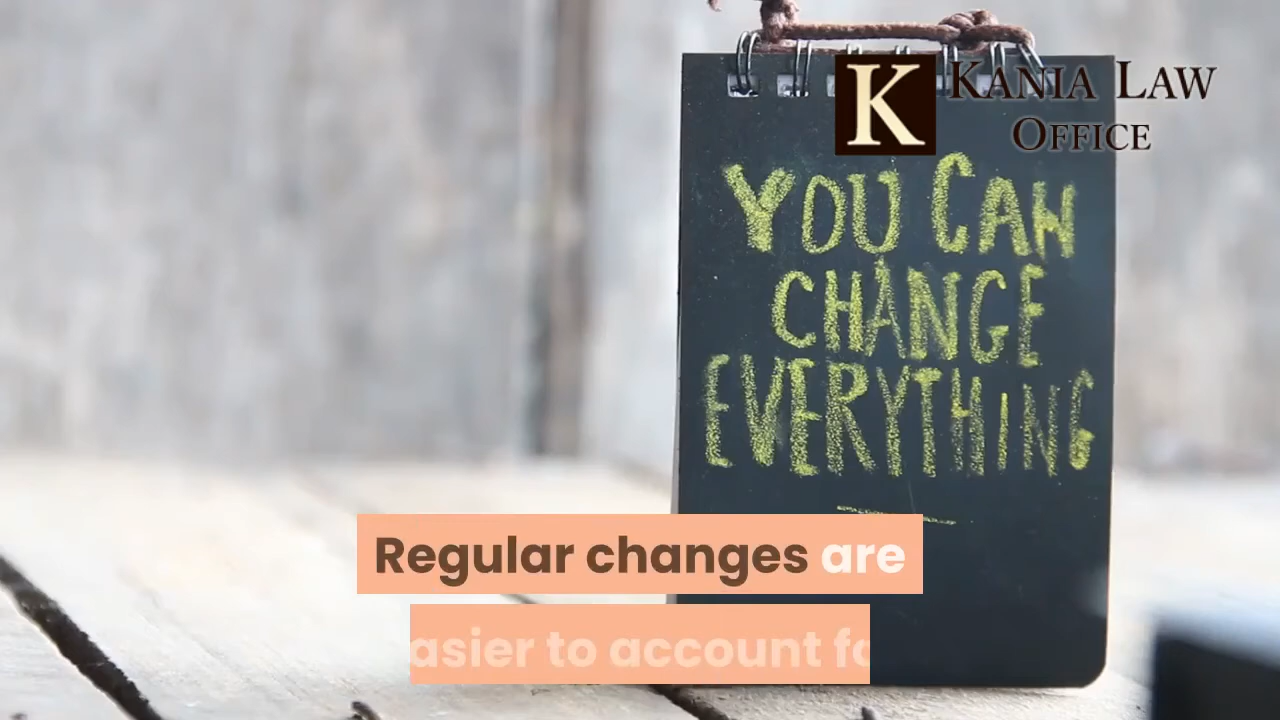 K
KANIA LAW
OFFICE
YOU CAN
CHANGE
EVERYTHING
Regular changes are
to account